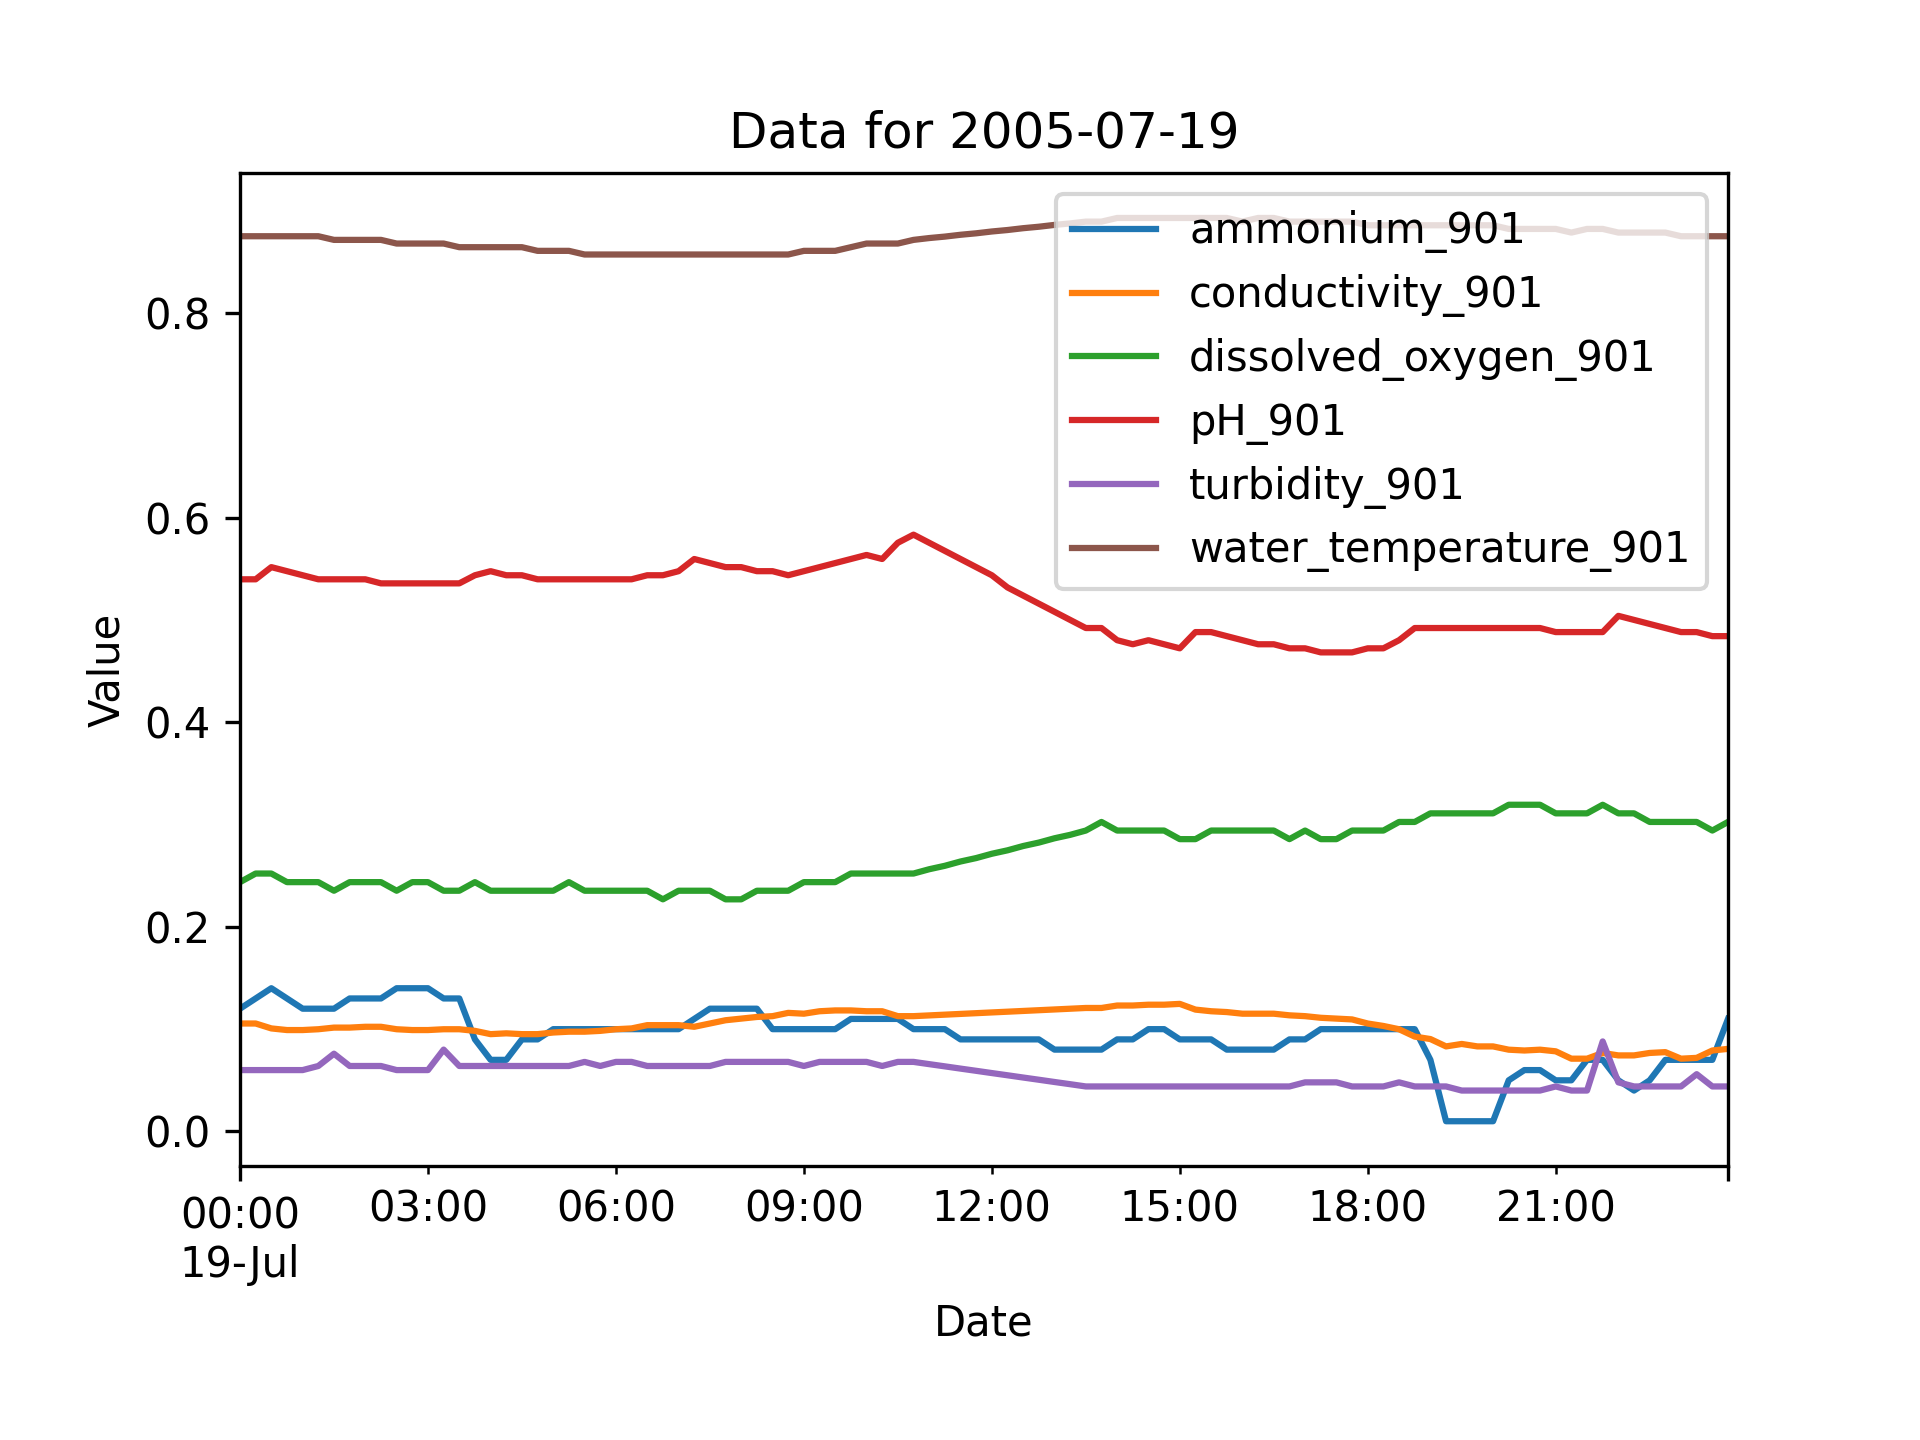 Data for 2005-07-19
ammonium_901
conductivity_901
dissolved_oxygen_901
pH_901
turbidity_901
water_temperature_901
0.8
0.6
0.4
0.2
0.0
Value
00:00 03:00 06:00 09:00 12:00 15:00 18:00 21:00
19-Jul
Date